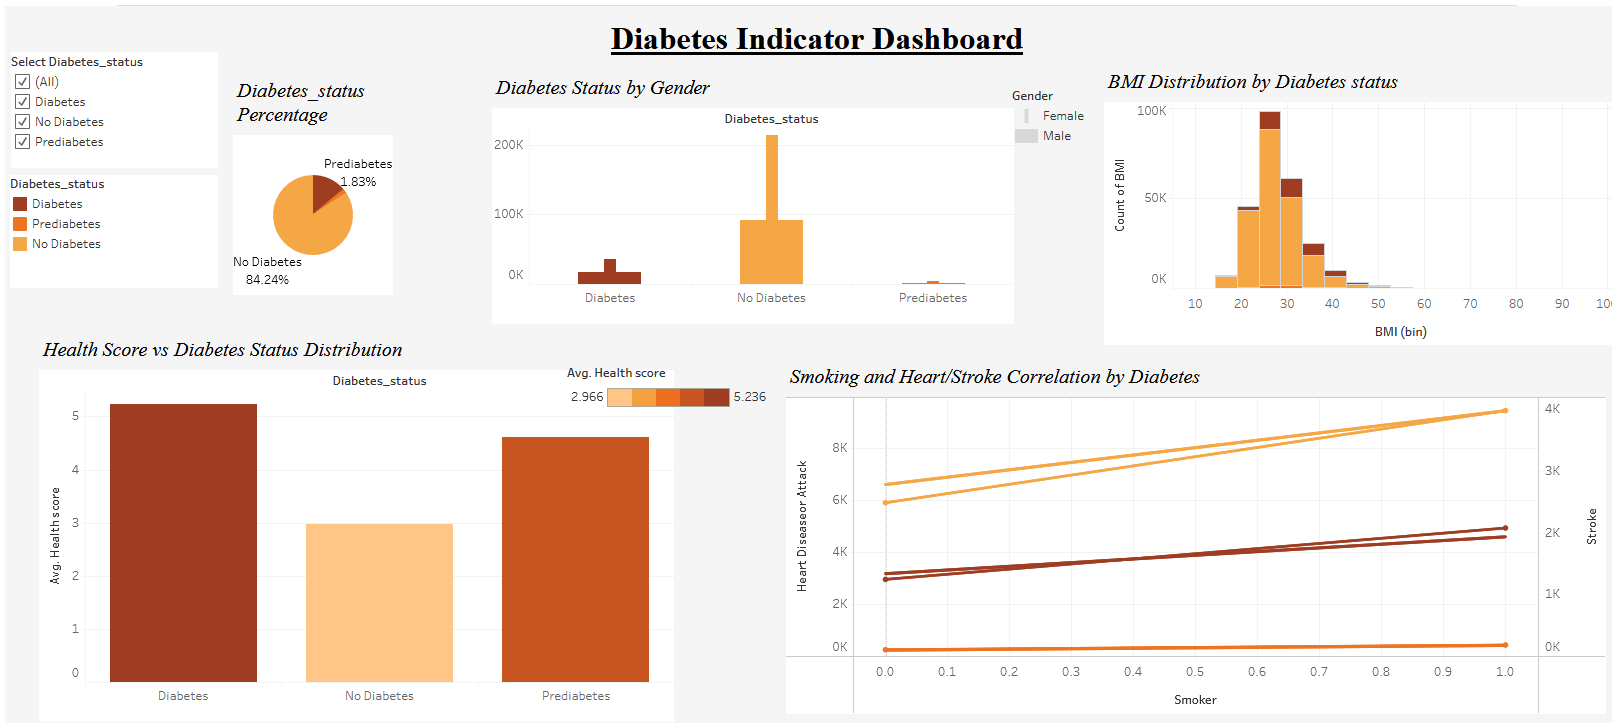 Diabetes Indicator Dashboard
Select Diabetes_status
(All)
Diabetes
No Diabetes
Prediabetes
Diabetes_status
Diabetes
Prediabetes
No Diabetes
Diabetes_status
Percentage
Prediabetes
1.83%
No Diabetes
84.24%
Diabetes Status by Gender
Diabetes_status
200K
100K
0K
Diabetes
No Diabetes
Prediabetes
Gender
Female
Male
BMI Distribution by Diabetes status
Count of BMI
100K
50K
0K
10 20 30 40 50 60 70 80 90
BMI (bin)
Health Score vs Diabetes Status Distribution
Diabetes_status
Avg. Health score
2.966
5.236
Avg. Health score
5
4
3
2
1
0
Diabetes
No Diabetes
Prediabetes
Smoking and Heart/Stroke Correlation by Diabetes
Heart Diseaseor Attack
8K
6K
4K
2K
0K
4K
3K
2K
1K
0K
Stroke
0.0 0.1 0.2 0.3 0.4 0.5 0.6 0.7 0.8 0.9 1.0
Smoker